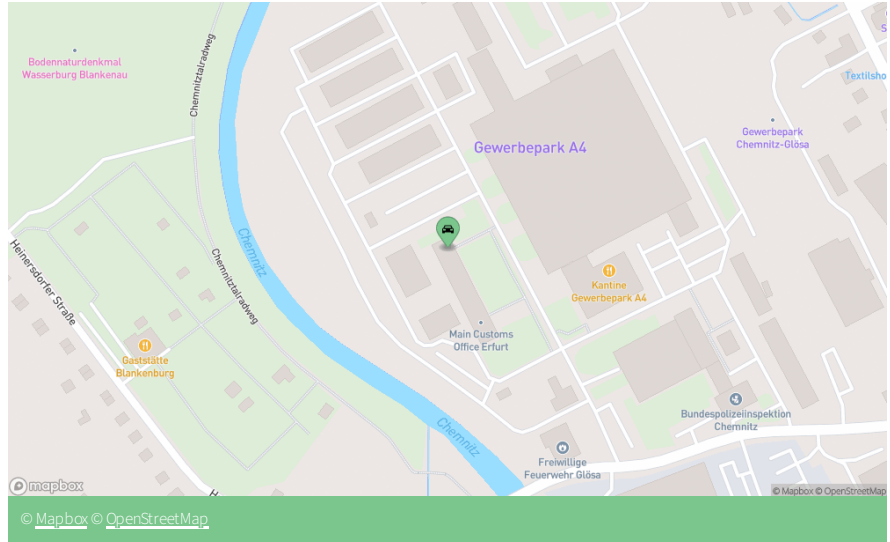 Bodennaturdenkmal
Wasserburg Blankenau
Chemnitztalradweg
Gewerbepark A4
Gewerbepark
Chemnitz-Glösa
Textilsho
S
Chemnitz
Chemnitztalradweg
Heinersdorfer Straße
Kantine
Gewerbepark A4
Main Customs
Office Erfurt
Gaststätte
Blankenburg
Bundespolizeiinspektion
Chemnitz
Chemnitz
Freiwillige
Feuerwehr Glösa
H
mapbox
© Mapbox © OpenStreetMap
© Mapbox © OpenStreetMap